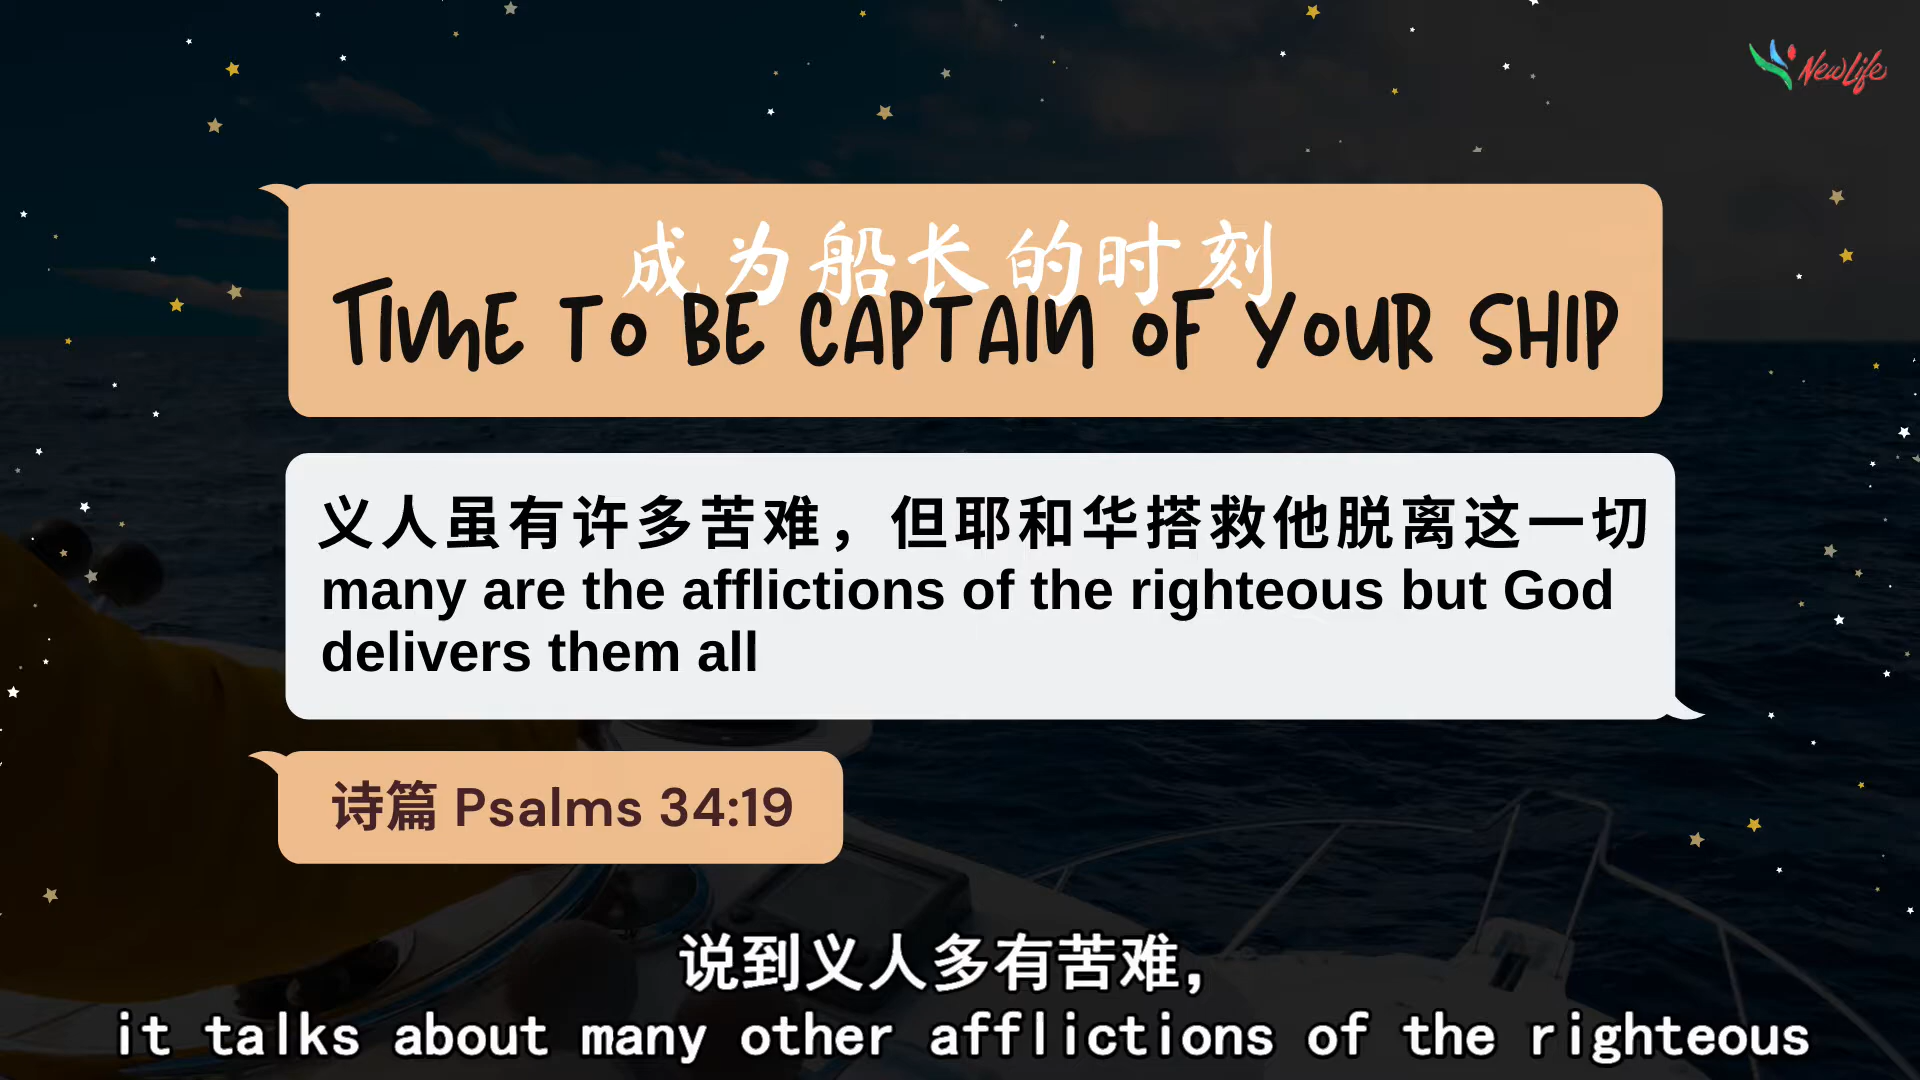 NewLife
成为船长的时刻
TIME TO BE CAPTAIN OF YOUR SHIP
义人虽有许多苦难，但耶和华搭救他脱离这一切
many are the afflictions of the righteous but God
delivers them all
诗篇 Psalms 34:19
说到义人多有苦难，
it talks about many other afflictions of the righteous